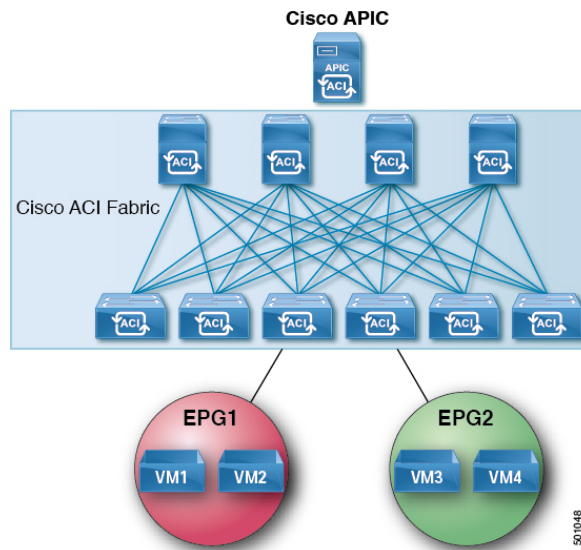 Cisco APIC
APIC
ACI
ACI ACI ACI ACI
Cisco ACI Fabric
ACI ACI ACI ACI ACI ACI
EPG1 EPG2
VM1 VM2 VM3 VM4
501048